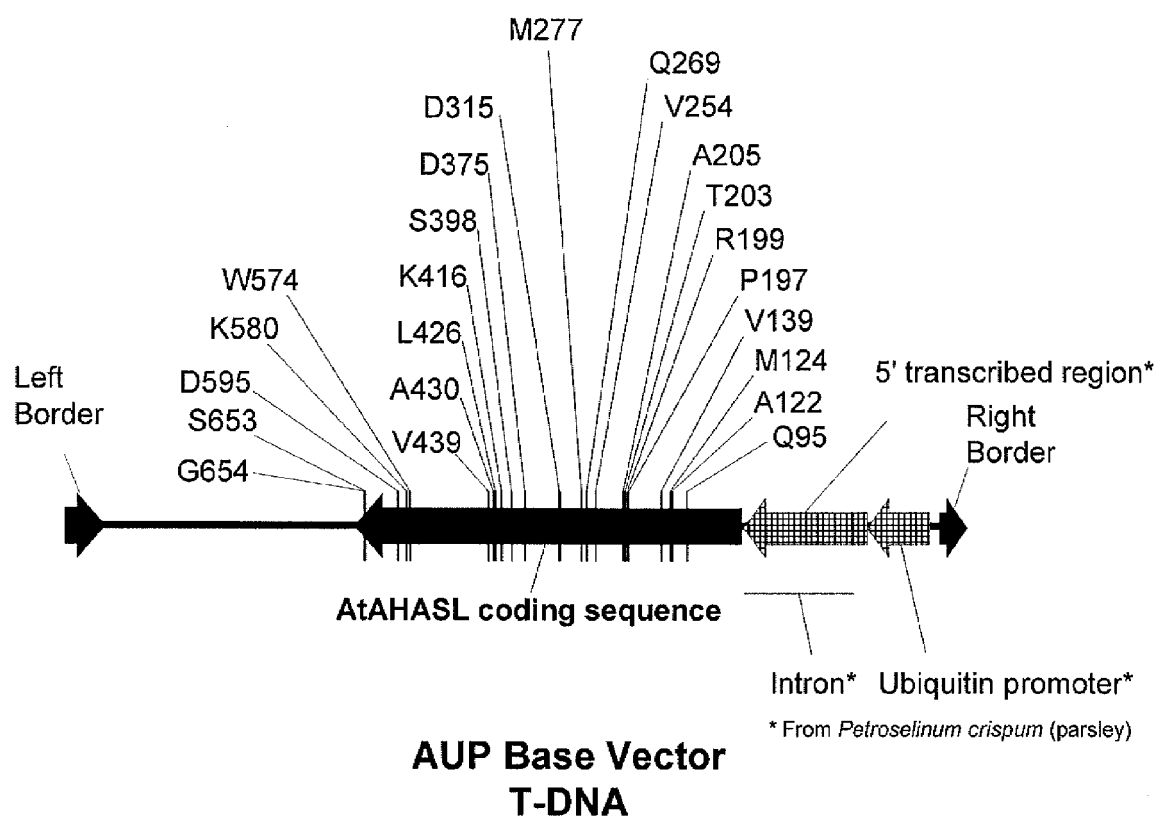 M277
Q269
D315
V254
D375
A205
S398
T203
R199
W574
K416
P197
K580
L426
V139
Left
Border
D595
A430
M124
5' transcribed region*
S653
A122
Right
Border
V439
Q95
G654
AtAHASL coding sequence
Intron*
Ubiquitin promoter*
* From Petroselinum crispum (parsley)
AUP Base Vector
T-DNA